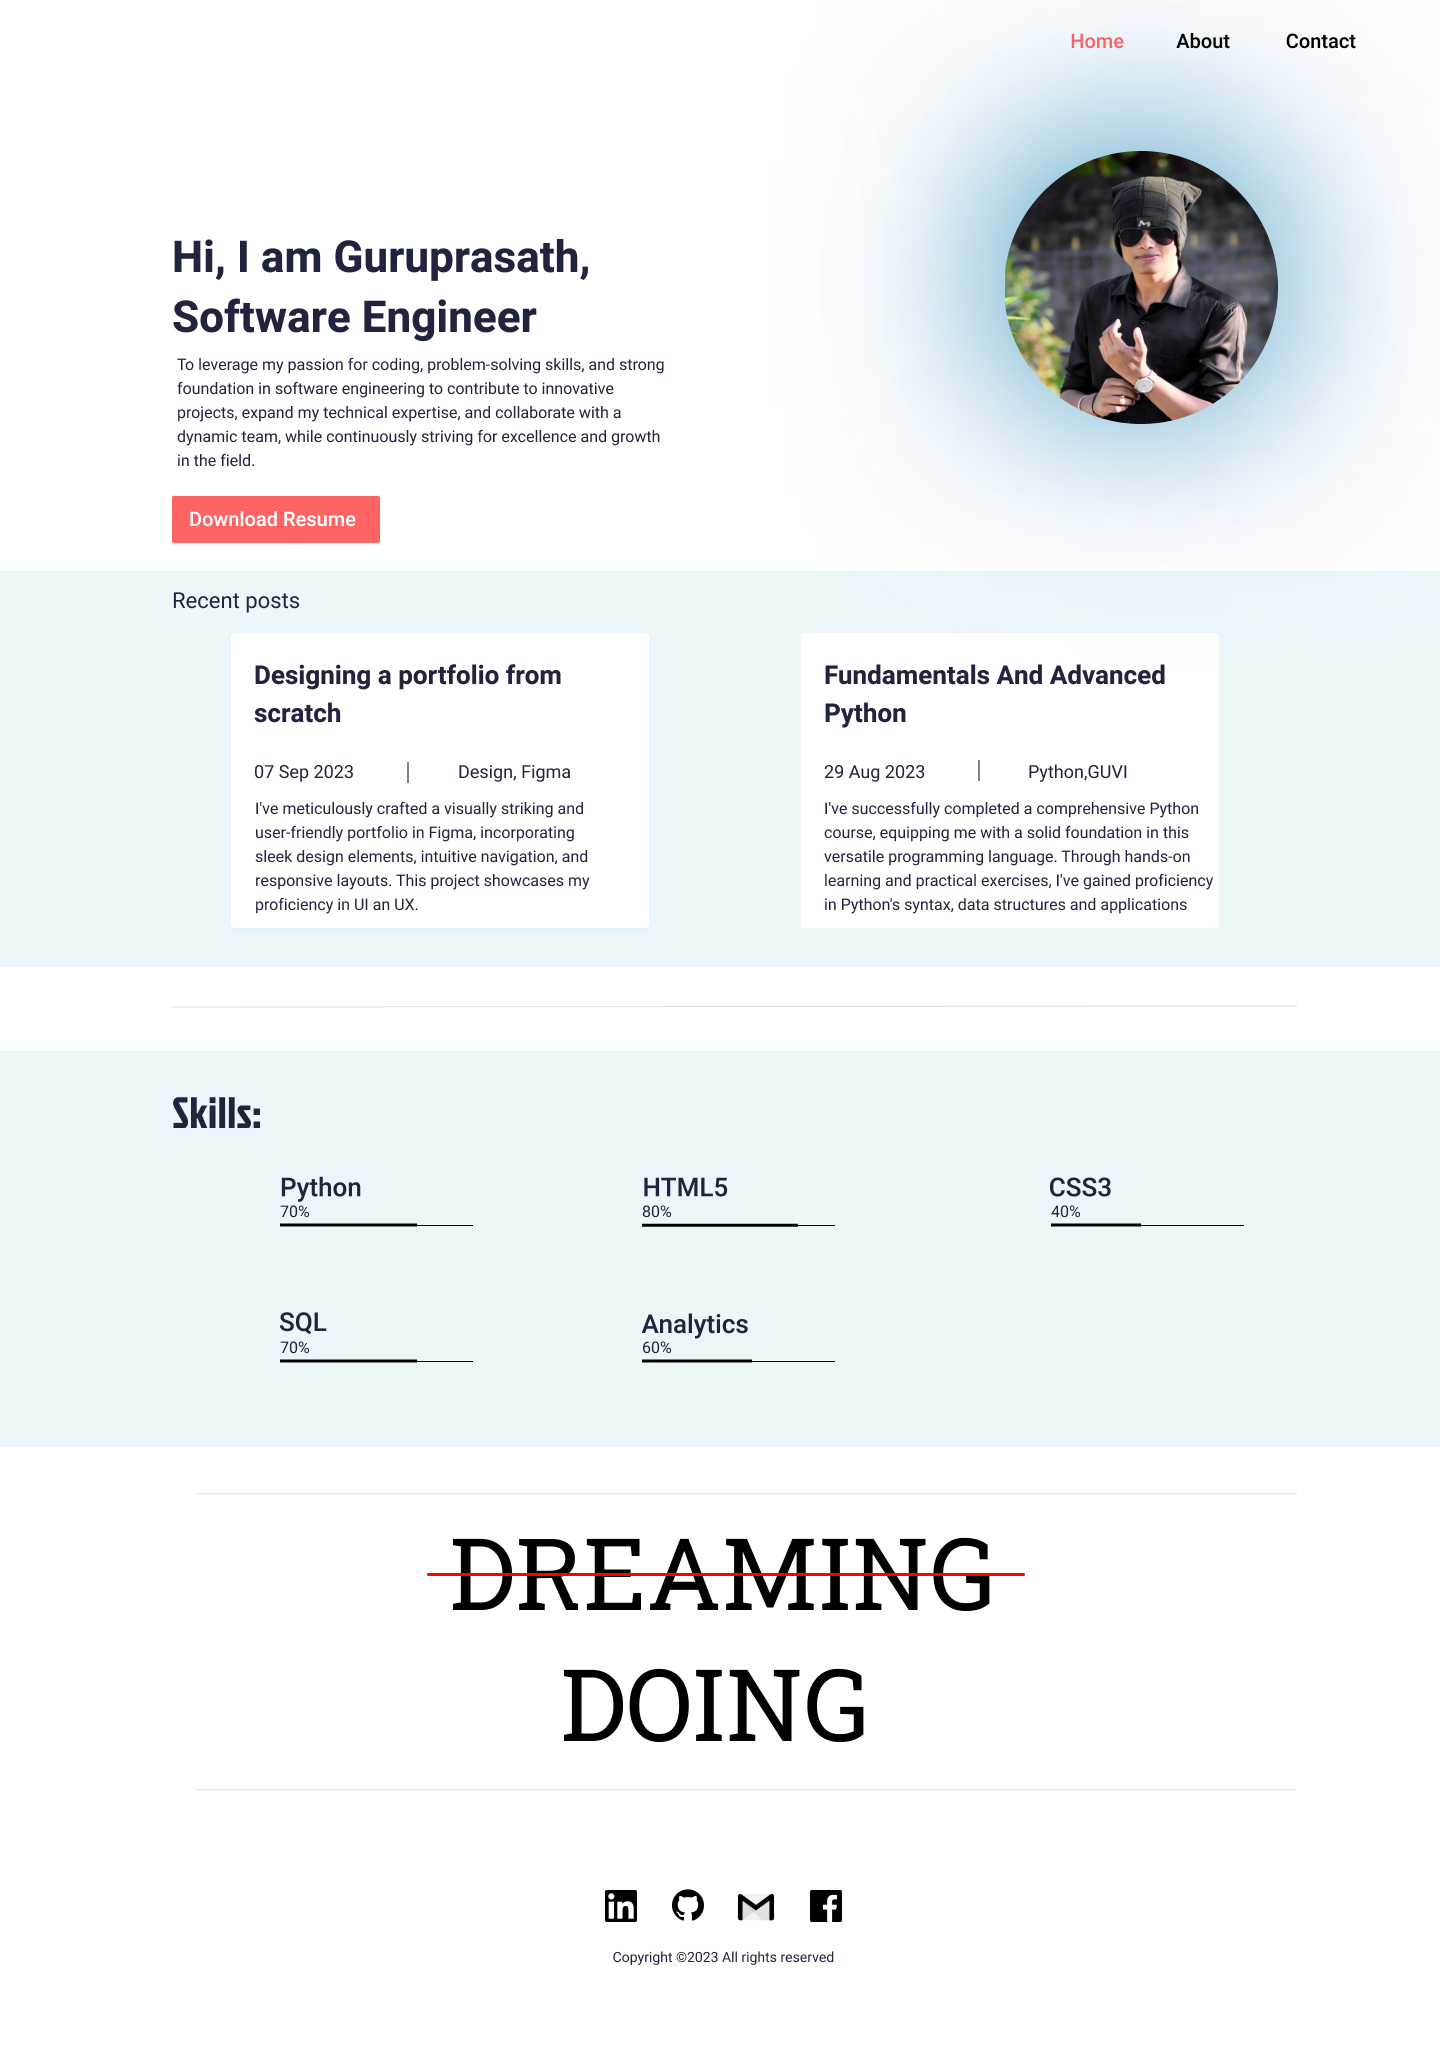 Home About Contact
Hi, I am Guruprasath,
Software Engineer
To leverage my passion for coding, problem-solving skills, and strong
foundation in software engineering to contribute to innovative
projects, expand my technical expertise, and collaborate with a
dynamic team, while continuously striving for excellence and growth
in the field.
Download Resume
Recent posts
Designing a portfolio from
scratch
07 Sep 2023 | Design, Figma
I've meticulously crafted a visually striking and
user-friendly portfolio in Figma, incorporating
sleek design elements, intuitive navigation, and
responsive layouts. This project showcases my
proficiency in UI an UX.
Fundamentals And Advanced
Python
29 Aug 2023 | Python,GUVI
I've successfully completed a comprehensive Python
course, equipping me with a solid foundation in this
versatile programming language. Through hands-on
learning and practical exercises, I've gained proficiency
in Python's syntax, data structures and applications
Skills:
Python
70%
HTML5
80%
CSS3
40%
SQL
70%
Analytics
60%
DREAMING
DOING
Copyright ©2023 All rights reserved